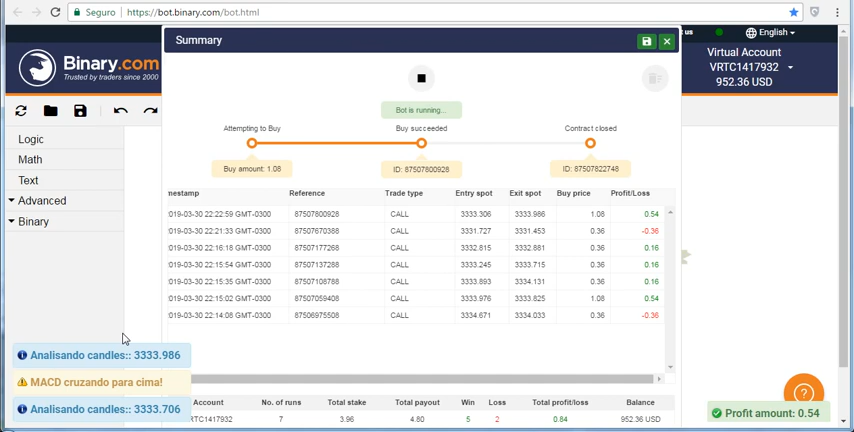 Seguro https://bot.binary.com/bot.html
us English
Summary
Binary.com
Trusted by traders since 2000
Virtual Account
VRTC1417932
952.36 USD
Bot is running...
Attempting to Buy Buy succeeded Contract closed
Buy amount: 1.08 ID: 87507800928 ID: 87507822748
Logic
Math
Text
Advanced
Binary
mestamp Reference Trade type Entry spot Exit spot Buy price Profit/Loss
019-03-30 22:22:59 GMT-0300 87507800928 CALL 3333.306 3333.986 1.08 0.54
019-03-30 22:21:33 GMT-0300 87507670388 CALL 3331.727 3331.453 0.36 -0.36
019-03-30 22:16:18 GMT-0300 87507177268 CALL 3332.815 3332.881 0.36 0.16
019-03-30 22:15:54 GMT-0300 87507137288 CALL 3333.245 3333.715 0.36 0.16
019-03-30 22:15:35 GMT-0300 87507108788 CALL 3333.893 3334.131 0.36 0.16
019-03-30 22:15:02 GMT-0300 87507059408 CALL 3333.976 3333.825 1.08 0.54
019-03-30 22:14:08 GMT-0300 87506975508 CALL 3334.671 3334.033 0.36 -0.36
Analisando candles:: 3333.986
MACD cruzando para cima!
Analisando candles:: 3333.706
Account No. of runs Total stake Total payout Win Loss Total profit/loss Balance
RTC1417932 7 3.96 4.80 5 2 0.84 952.36 USD
Profit amount: 0.54